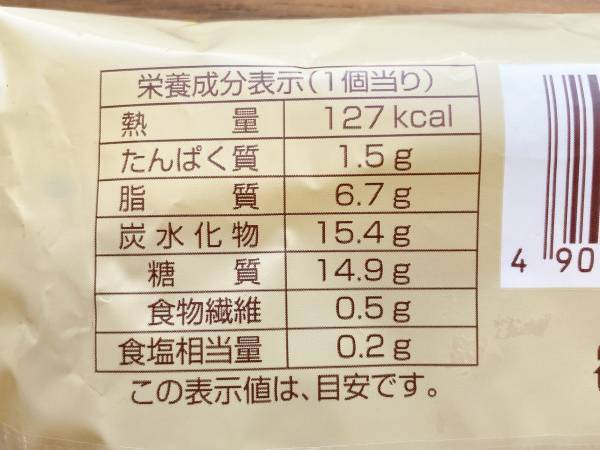 栄養成分表示(1個当り)
熱量 127kcal
たんぱく質 1.5g
脂質 6.7g
炭水化物 15.4g
糖質 14.9g
食物繊維 0.5g
食塩相当量 0.2g
この表示値は、目安です。
4 90